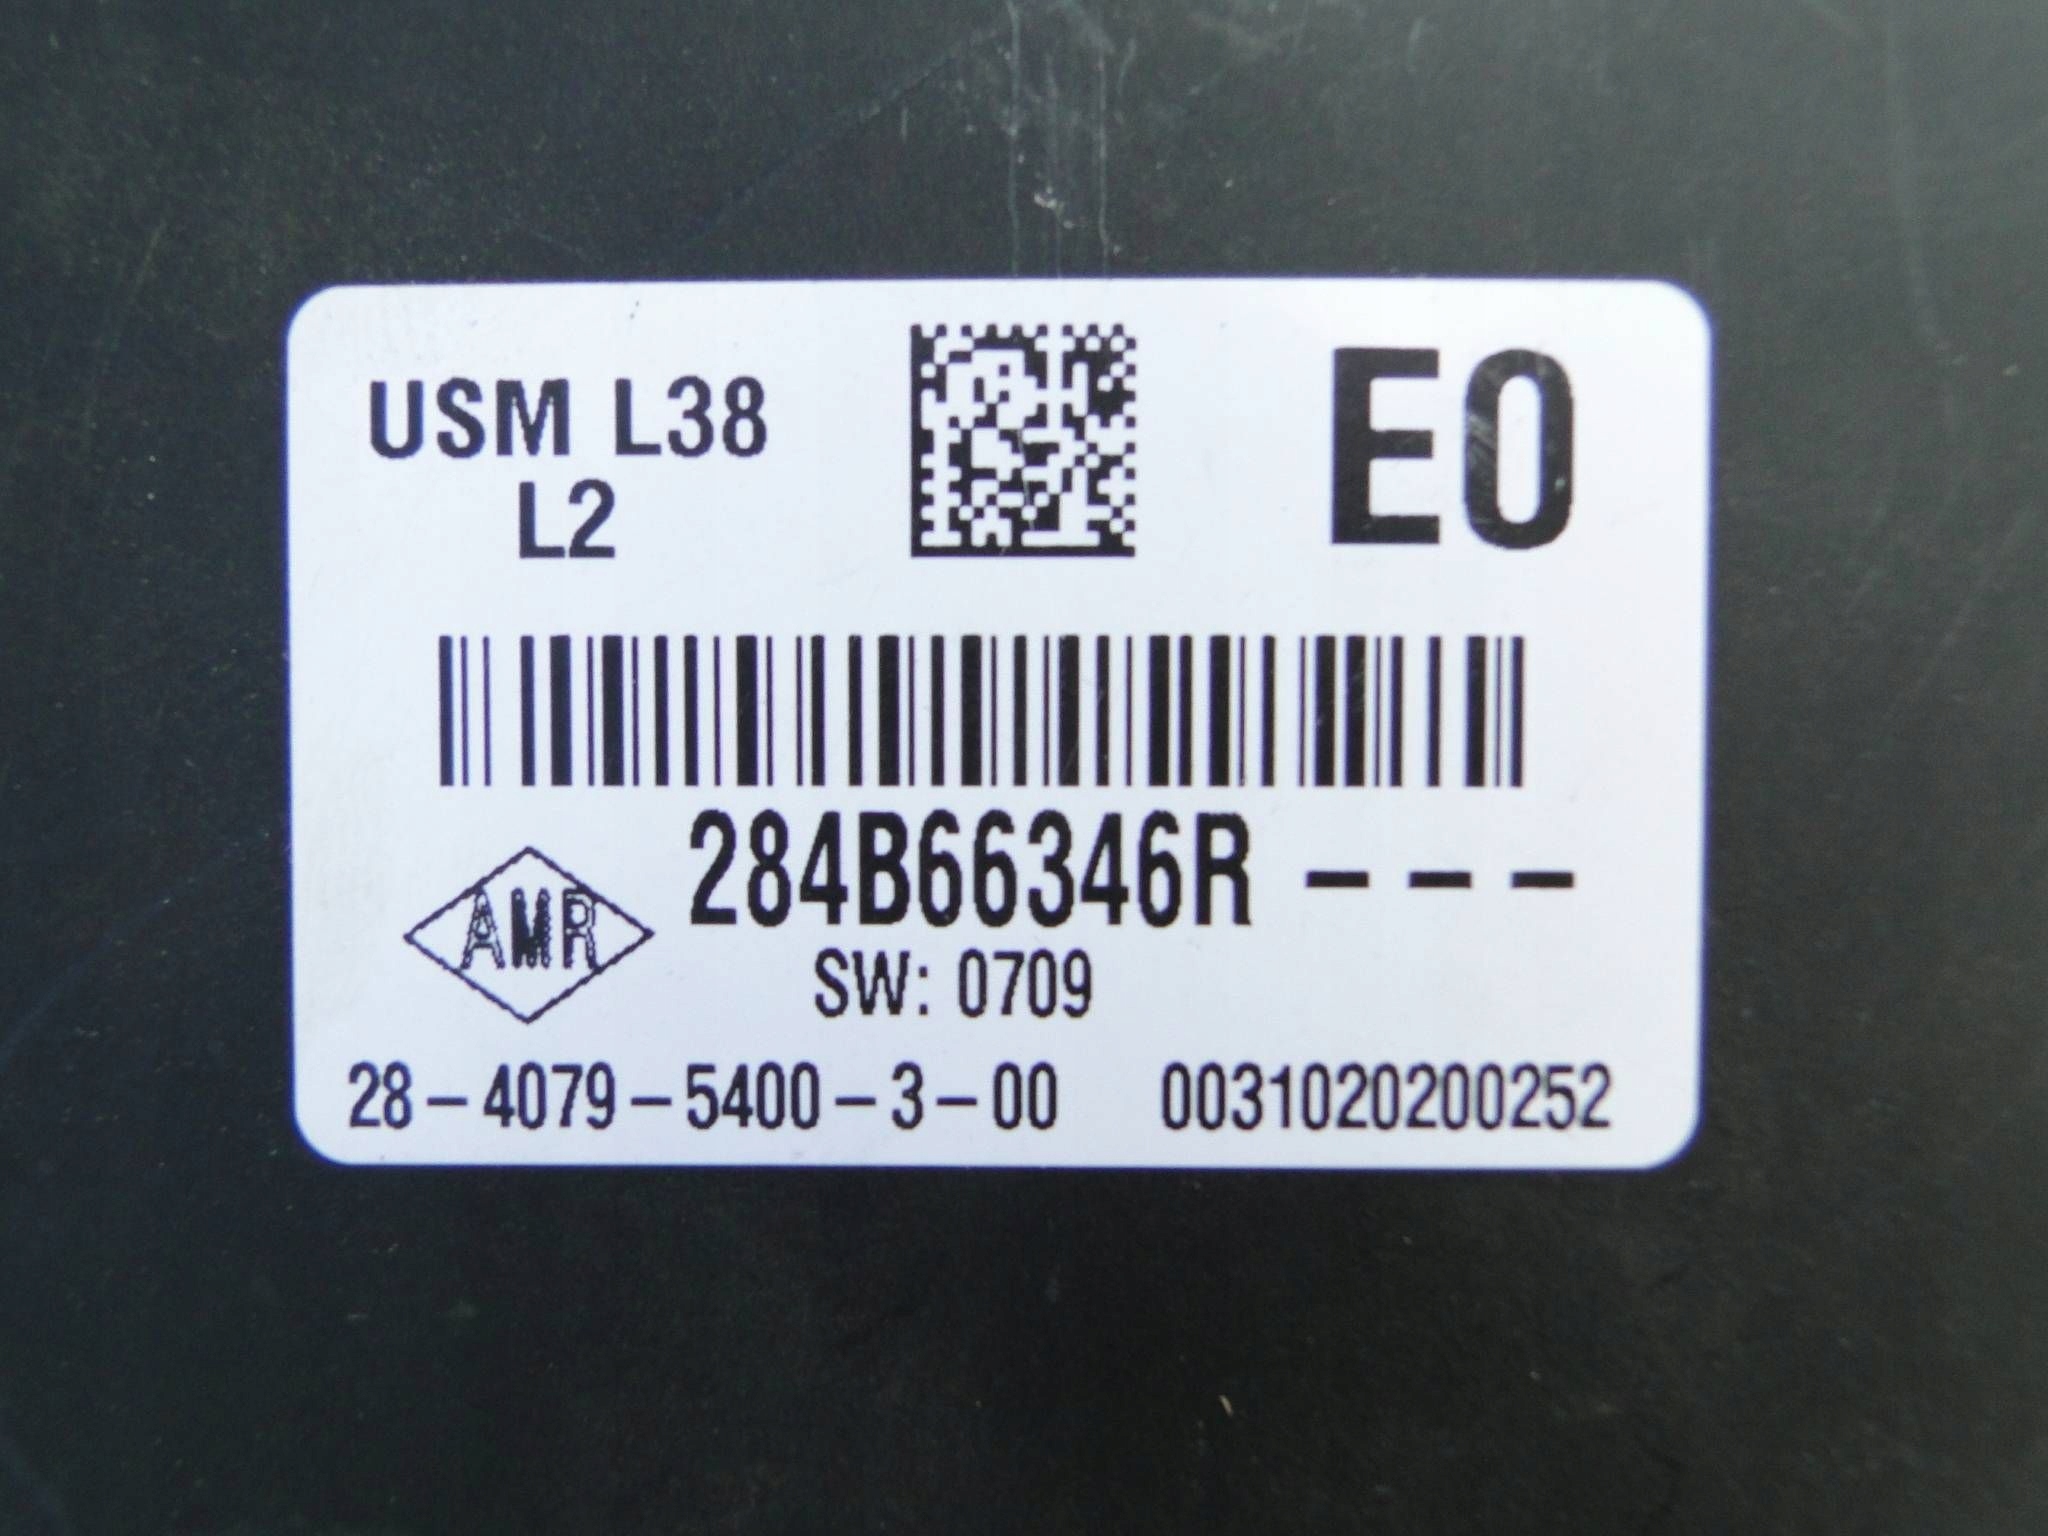 USM L38
L2
E0
284B66346R - - -
AMR
SW: 0709
28-4079-5400-3-00 0031020200252